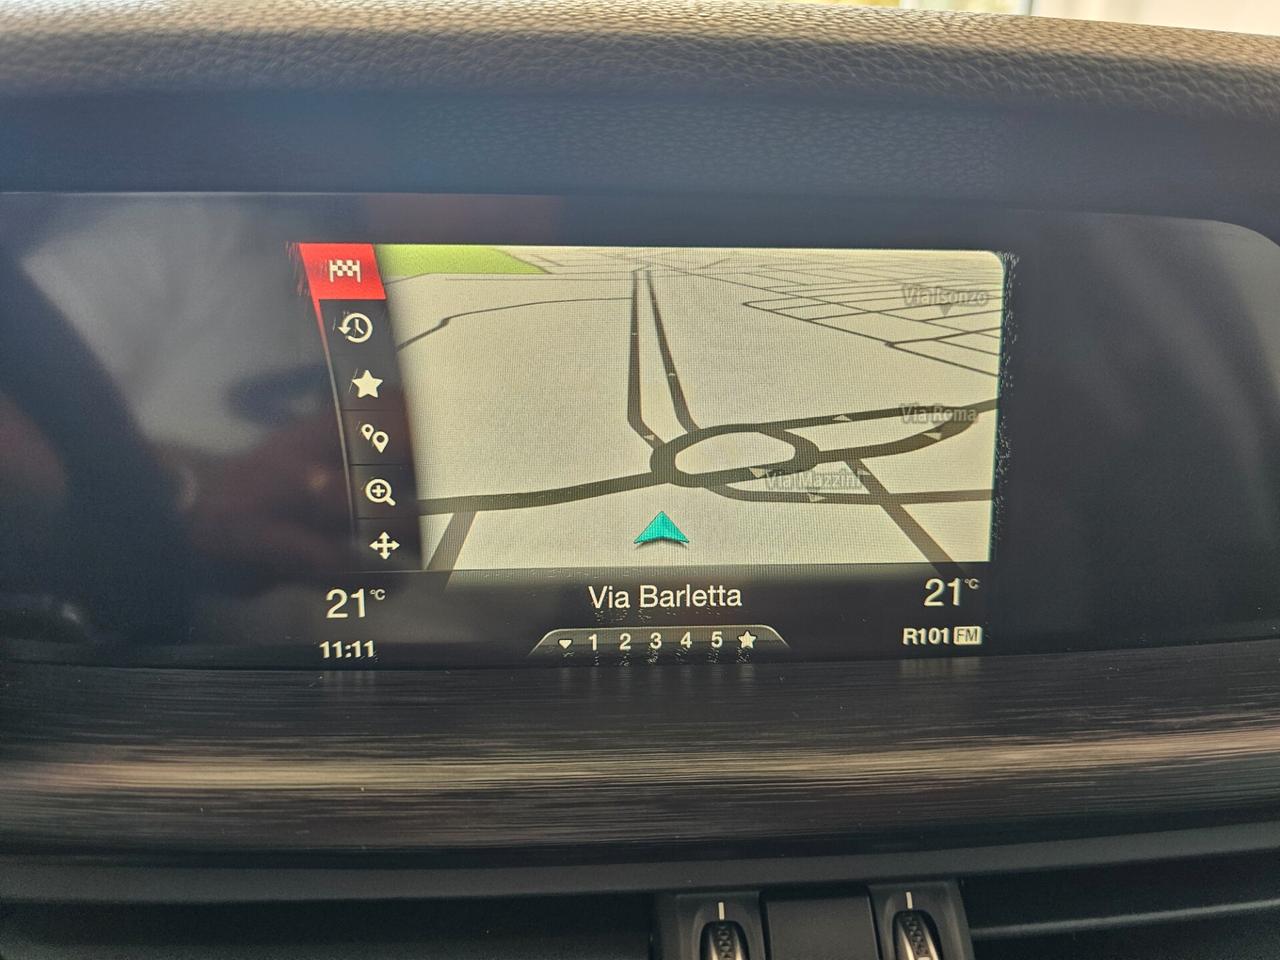 Via Isonzo
Via Roma
Via Mazzini
21°C
Via Barletta
21°C
11:11
1 2 3 4 5
R101 FM